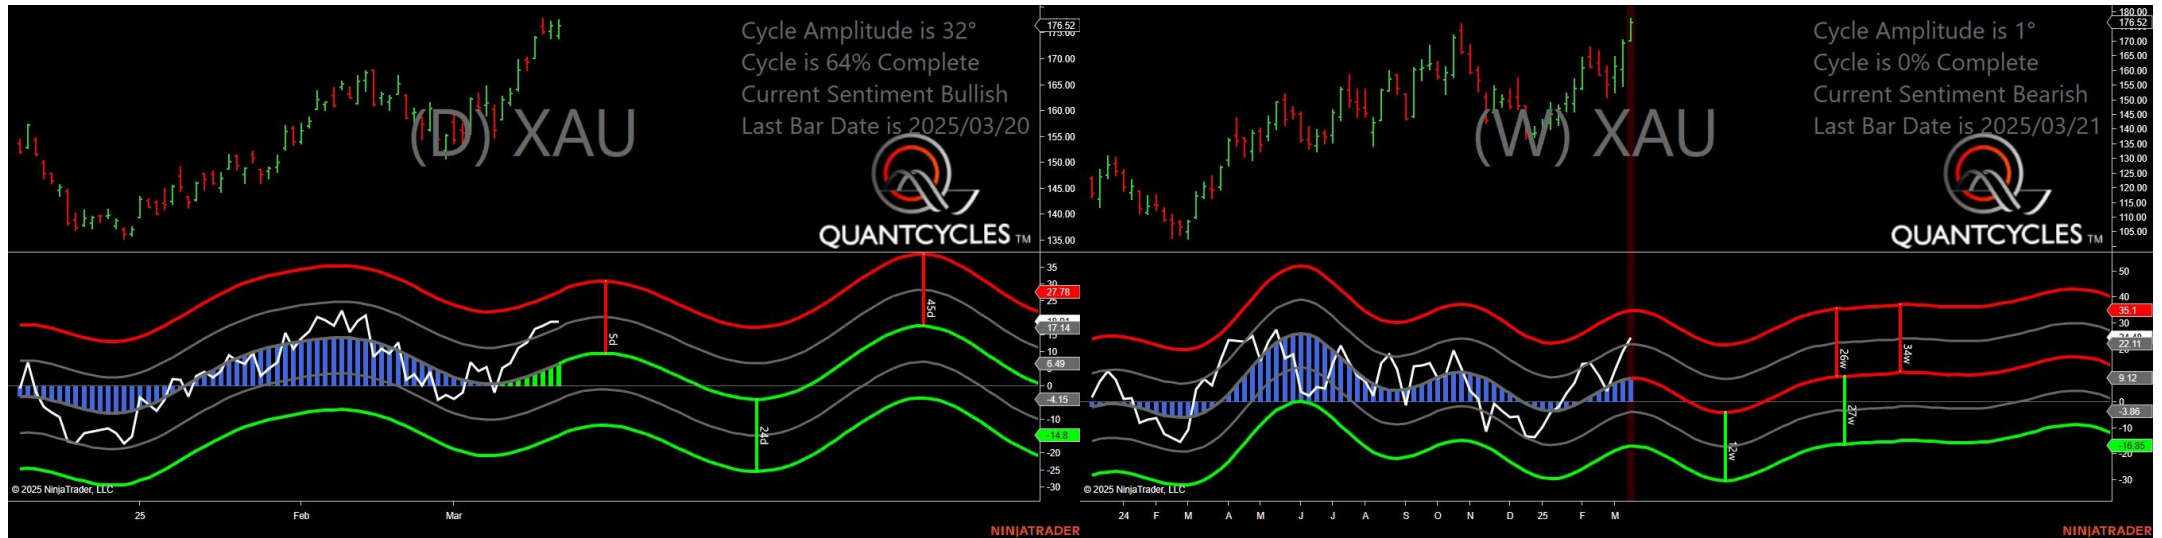 Cycle Amplitude is 32°
Cycle is 64% Complete
Current Sentiment Bullish
Last Bar Date is 2025/03/20
(D) XAU
QUANTCYCLES TM
176.52
175.00
170.00
165.00
160.00
155.00
150.00
145.00
140.00
135.00
35
27.78
25
17.14
15
10
6.49
0
-4.15
-10
-14.8
-20
-25
-30
5d
24d
45d
© 2025 NinjaTrader, LLC
25 Feb Mar
NINJATRADER
Cycle Amplitude is 1°
Cycle is 0% Complete
Current Sentiment Bearish
Last Bar Date is 2025/03/21
(W) XAU
QUANTCYCLES TM
180.00
176.52
170.00
165.00
160.00
155.00
150.00
145.00
140.00
135.00
130.00
125.00
120.00
115.00
110.00
105.00
50
40
35.1
30
22.11
9.12
0
-3.86
-10
-16.85
-20
-30
12w
26w
27w
34w
© 2025 NinjaTrader, LLC
24 F M A M J J A S O N D 25 F M
NINJATRADER